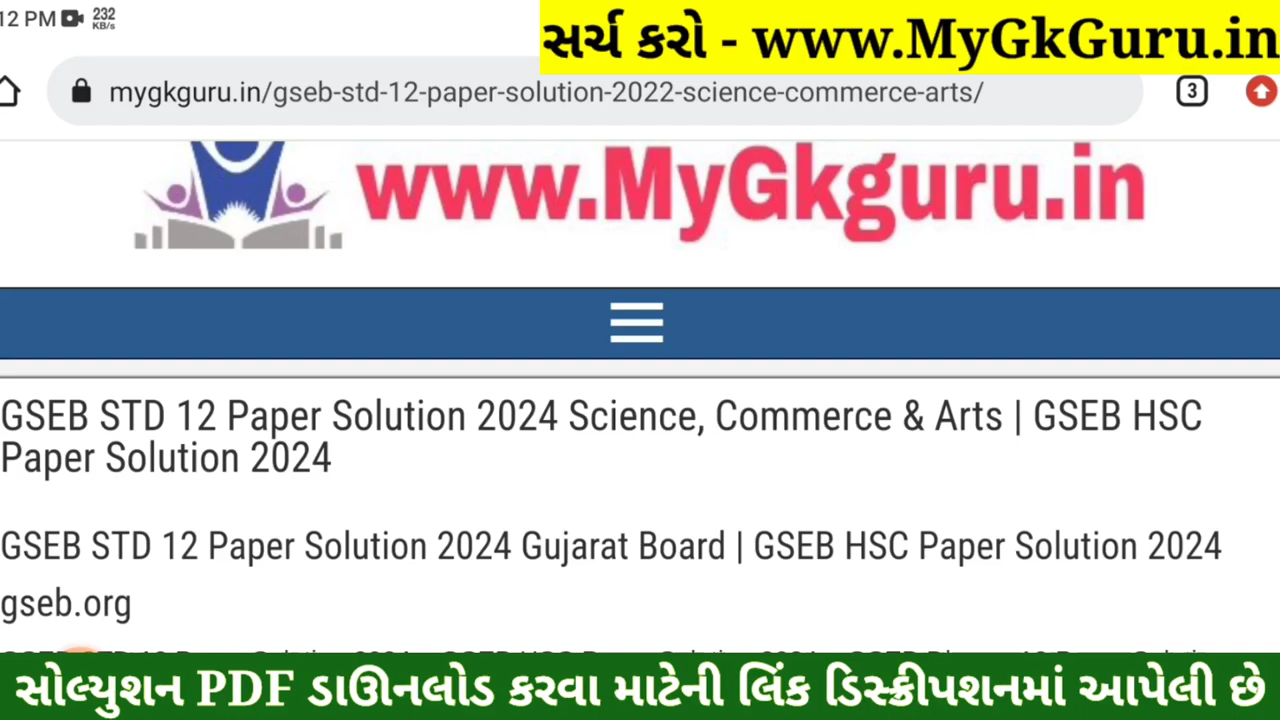 12 PM 232 KB/s
સર્ચ કરો - www.MyGkGuru.in
mygkguru.in/gseb-std-12-paper-solution-2022-science-commerce-arts/
3
www.MyGkguru.in
GSEB STD 12 Paper Solution 2024 Science, Commerce & Arts | GSEB HSC
Paper Solution 2024
GSEB STD 12 Paper Solution 2024 Gujarat Board | GSEB HSC Paper Solution 2024
gseb.org
સોલ્યુશન PDF ડાઊનલોડ કરવા માટેની લિંક ડિસ્ક્રીપશનમાં આપેલી છે